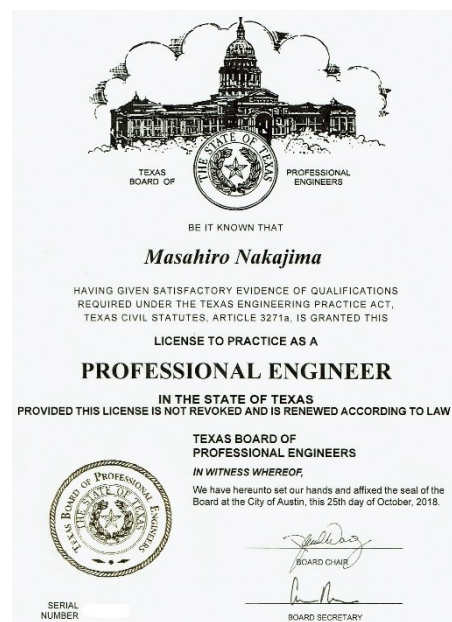 THE STATE OF TEXAS
TEXAS
BOARD OF
PROFESSIONAL
ENGINEERS
BE IT KNOWN THAT
Masahiro Nakajima
HAVING GIVEN SATISFACTORY EVIDENCE OF QUALIFICATIONS
REQUIRED UNDER THE TEXAS ENGINEERING PRACTICE ACT,
TEXAS CIVIL STATUTES, ARTICLE 3271a, IS GRANTED THIS
LICENSE TO PRACTICE AS A
PROFESSIONAL ENGINEER
IN THE STATE OF TEXAS
PROVIDED THIS LICENSE IS NOT REVOKED AND IS RENEWED ACCORDING TO LAW
TEXAS BOARD OF
PROFESSIONAL ENGINEERS
IN WITNESS WHEREOF,
We have hereunto set our hands and affixed the seal of the
Board at the City of Austin, this 25th day of October, 2018.
TEXAS BOARD OF PROFESSIONAL ENGINEERS
THE STATE OF TEXAS
BOARD CHAIR
SERIAL
NUMBER
BOARD SECRETARY